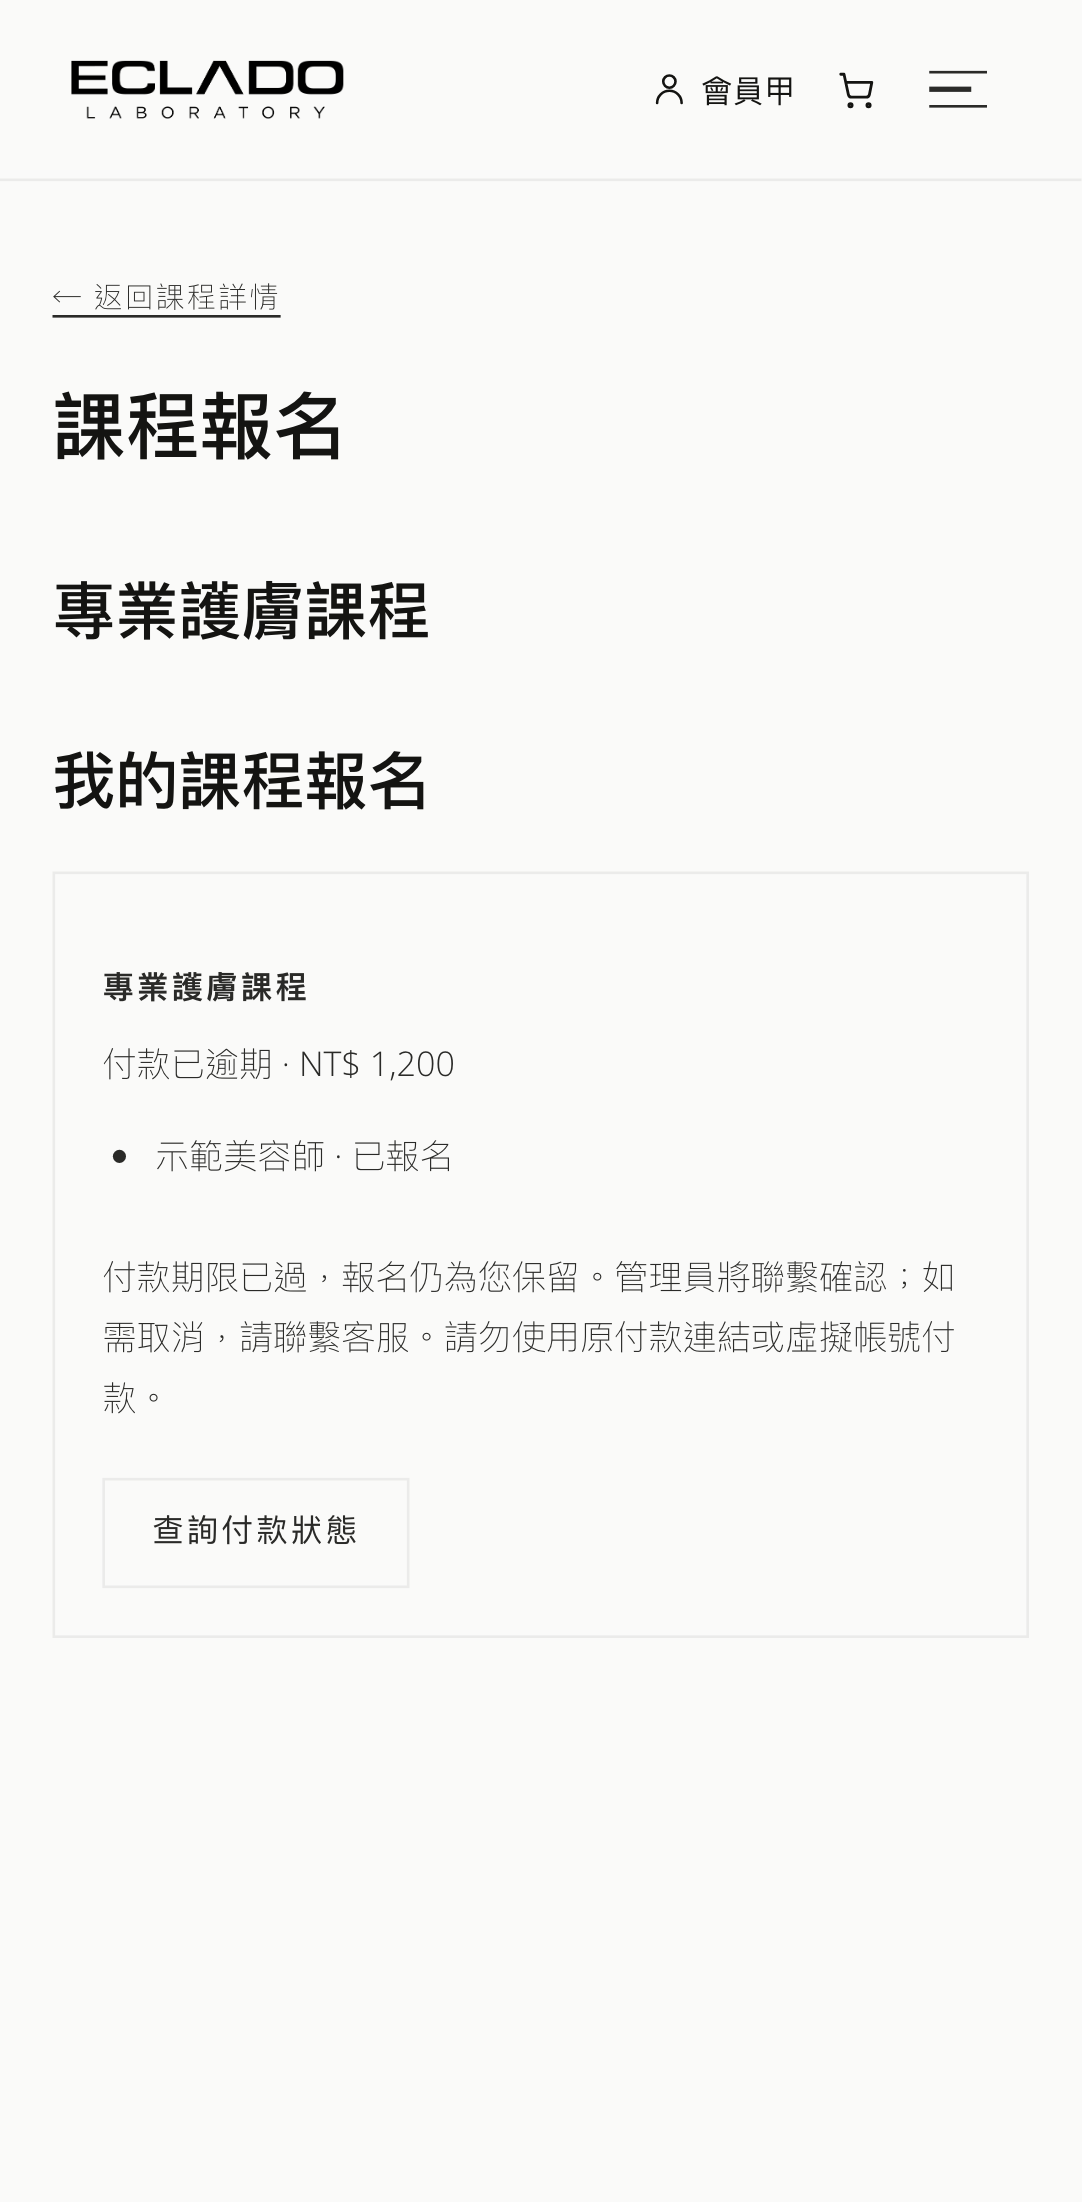 ECLADO
LABORATORY
會員甲
← 返回課程詳情
課程報名
專業護膚課程
我的課程報名
專業護膚課程
付款已逾期 · NT$ 1,200
• 示範美容師 · 已報名
付款期限已過，報名仍為您保留。管理員將聯繫確認；如
需取消，請聯繫客服。請勿使用原付款連結或虛擬帳號付
款。
查詢付款狀態